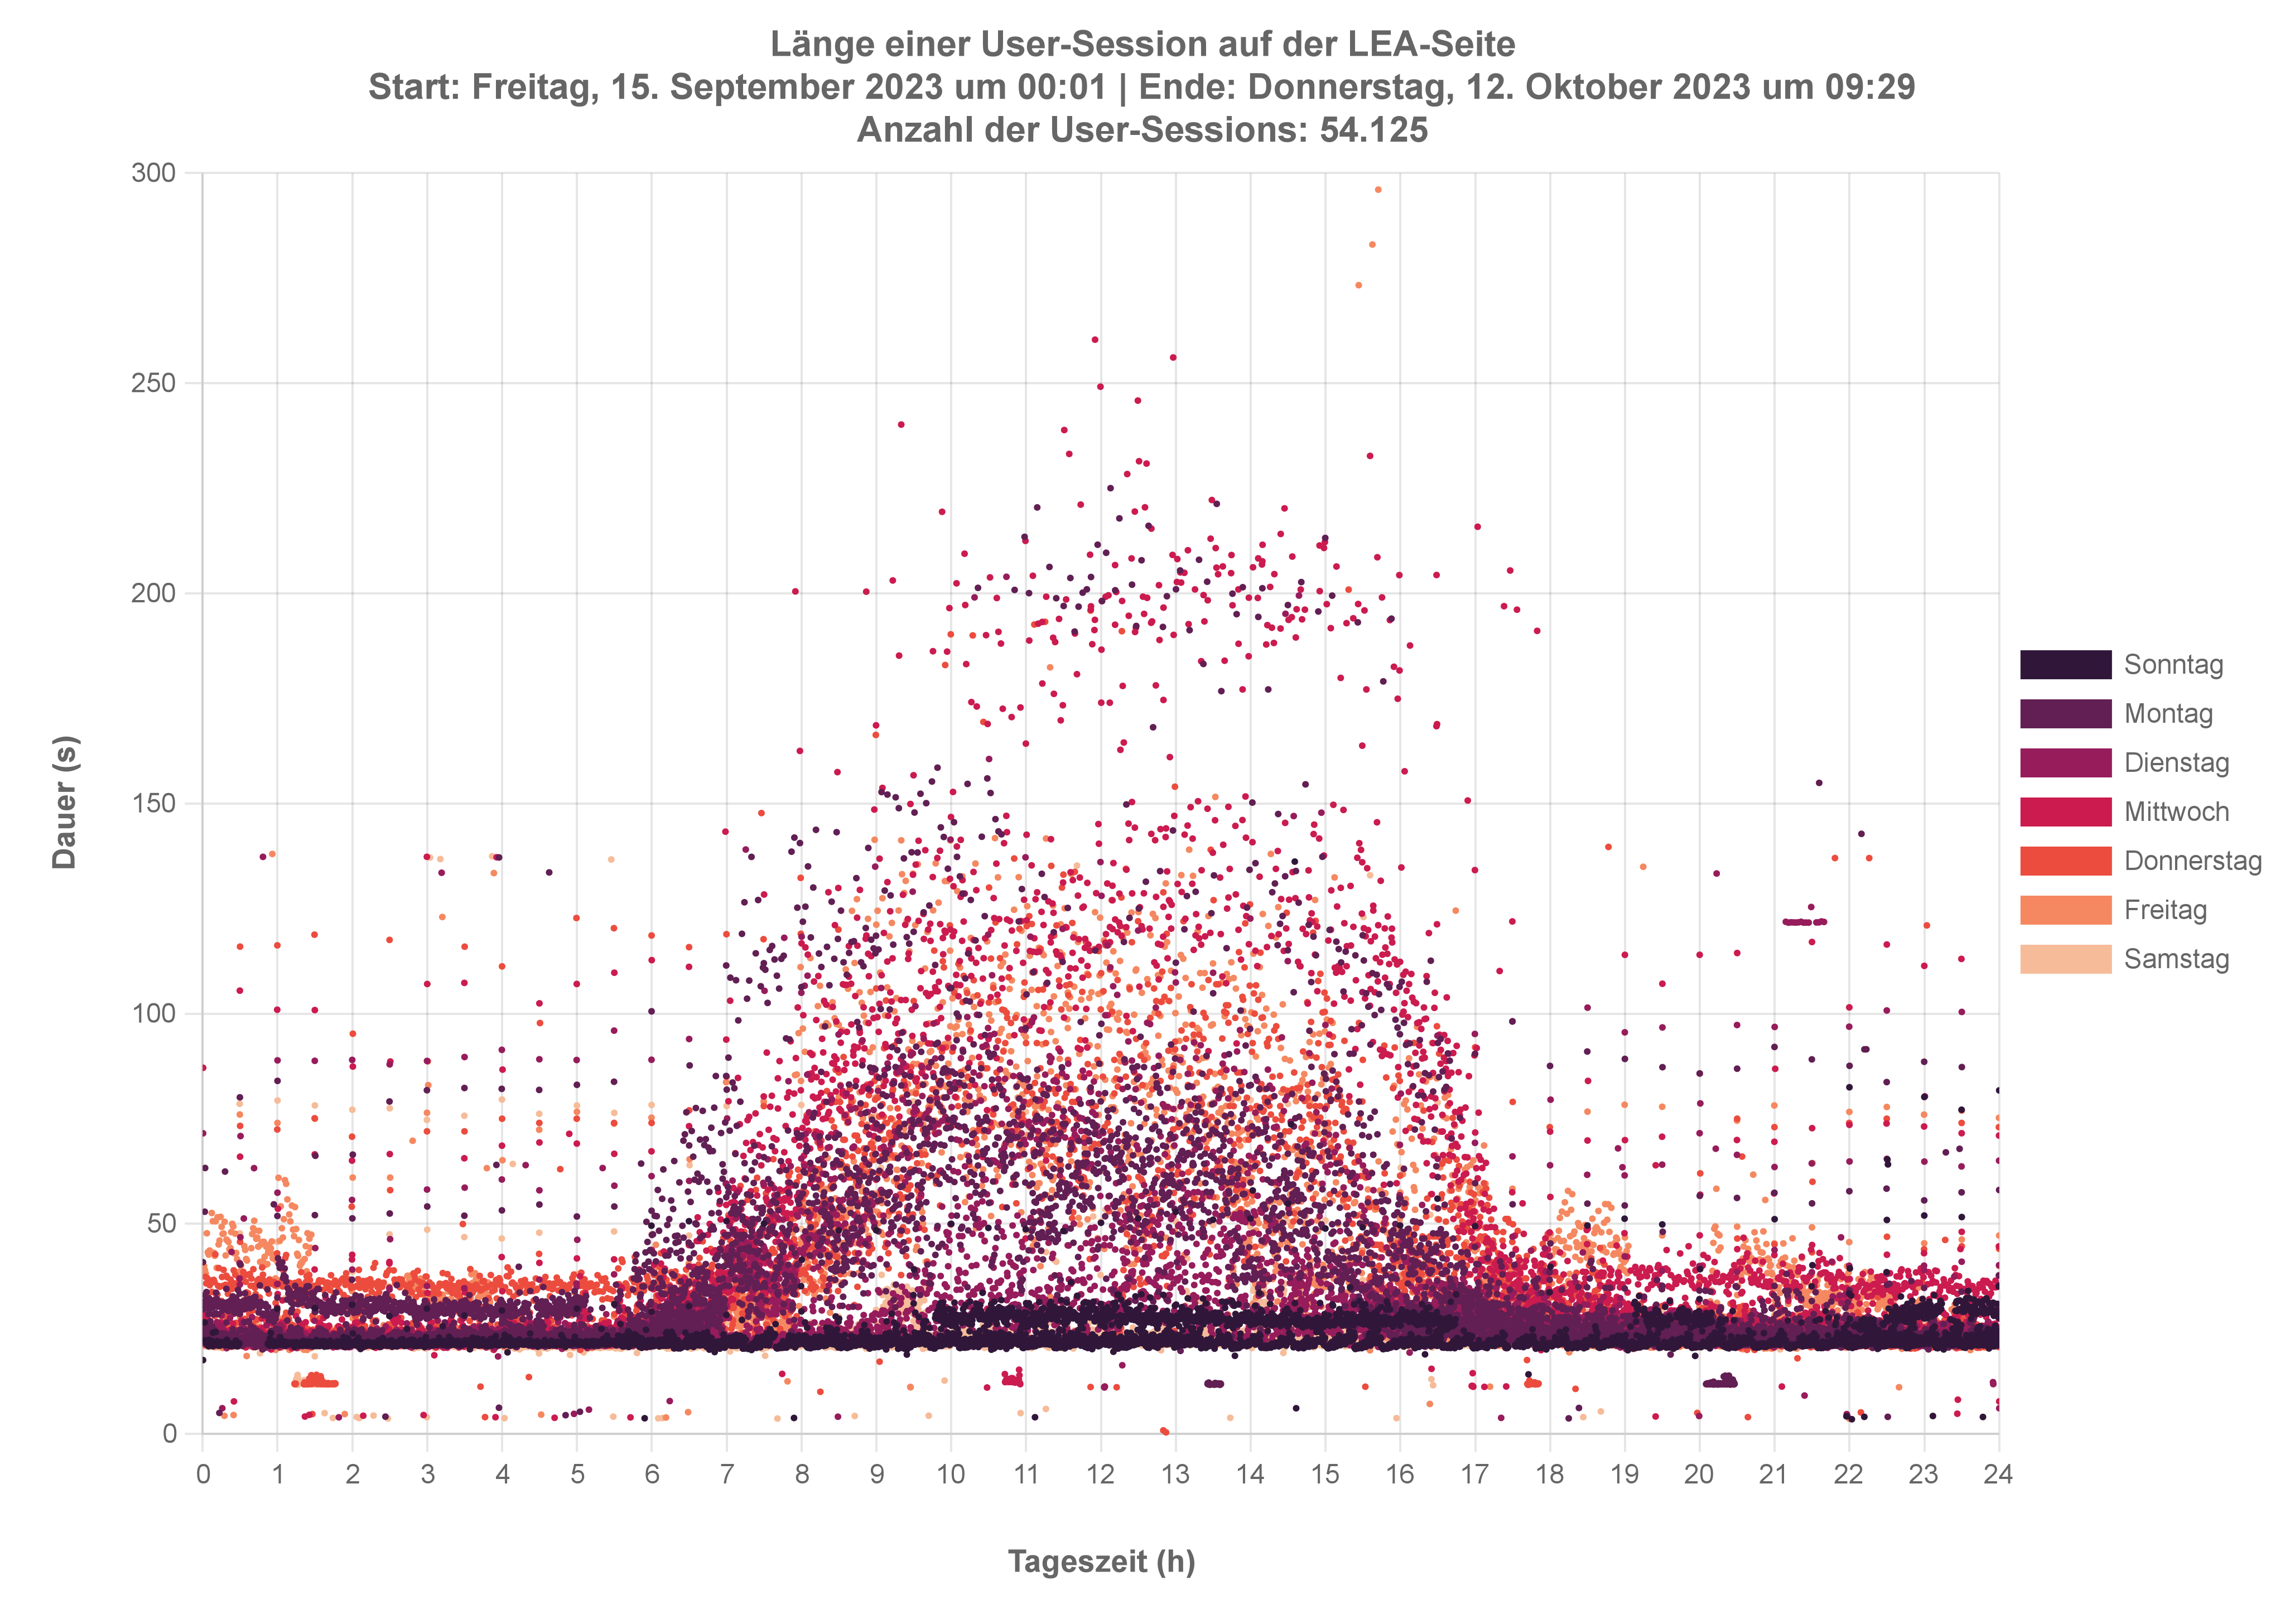 Länge einer User-Session auf der LEA-Seite
Start: Freitag, 15. September 2023 um 00:01 | Ende: Donnerstag, 12. Oktober 2023 um 09:29
Anzahl der User-Sessions: 54.125
300
250
200
150
100
50
0
Dauer (s)
0 1 2 3 4 5 6 7 8 9 10 11 12 13 14 15 16 17 18 19 20 21 22 23 24
Tageszeit (h)
Sonntag
Montag
Dienstag
Mittwoch
Donnerstag
Freitag
Samstag